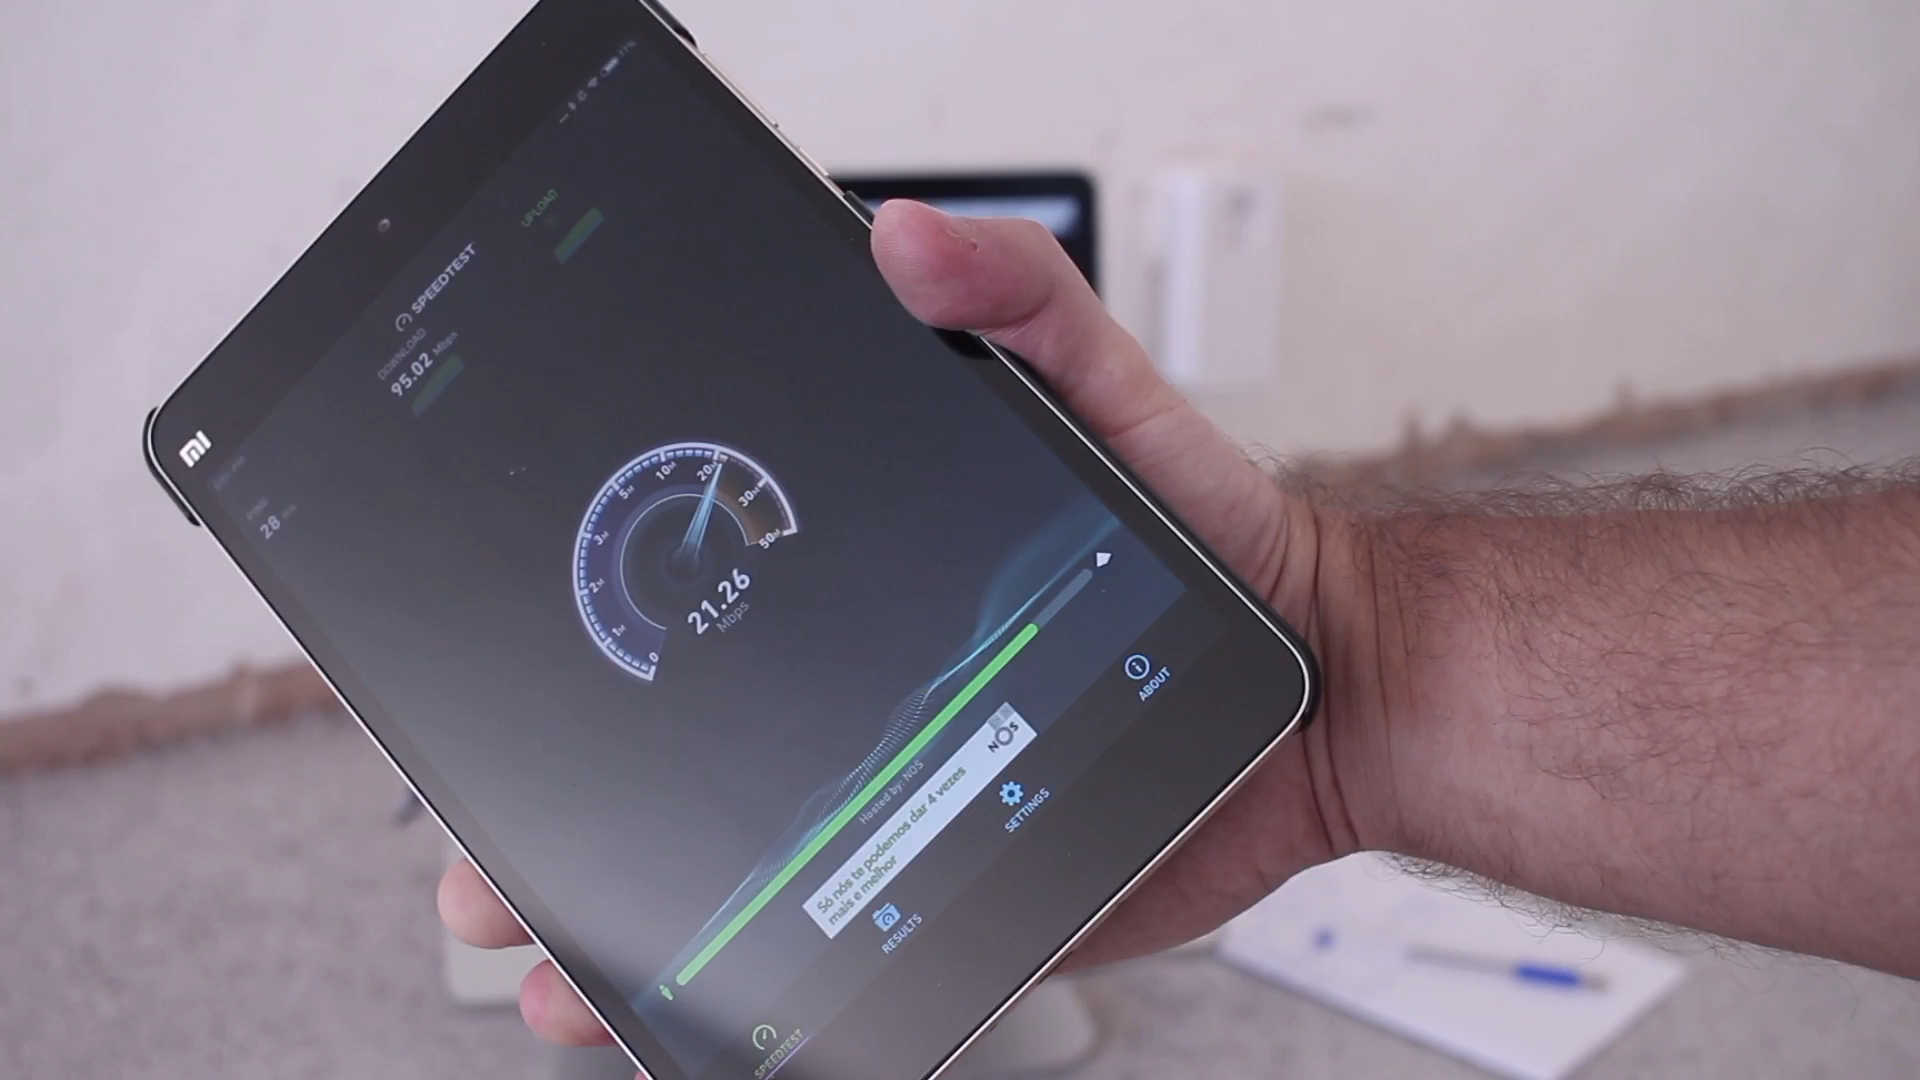 77%
mi
SPEEDTEST
PING
28 ms
DOWNLOAD
95.02 Mbps
UPLOAD
0
1M
2M
3M
5M
10M
20M
30M
50M
21.26
Mbps
Hosted by: NOS
Só nós te podemos dar 4 vezes
mais e melhor
NOS
SPEEDTEST
RESULTS
SETTINGS
ABOUT